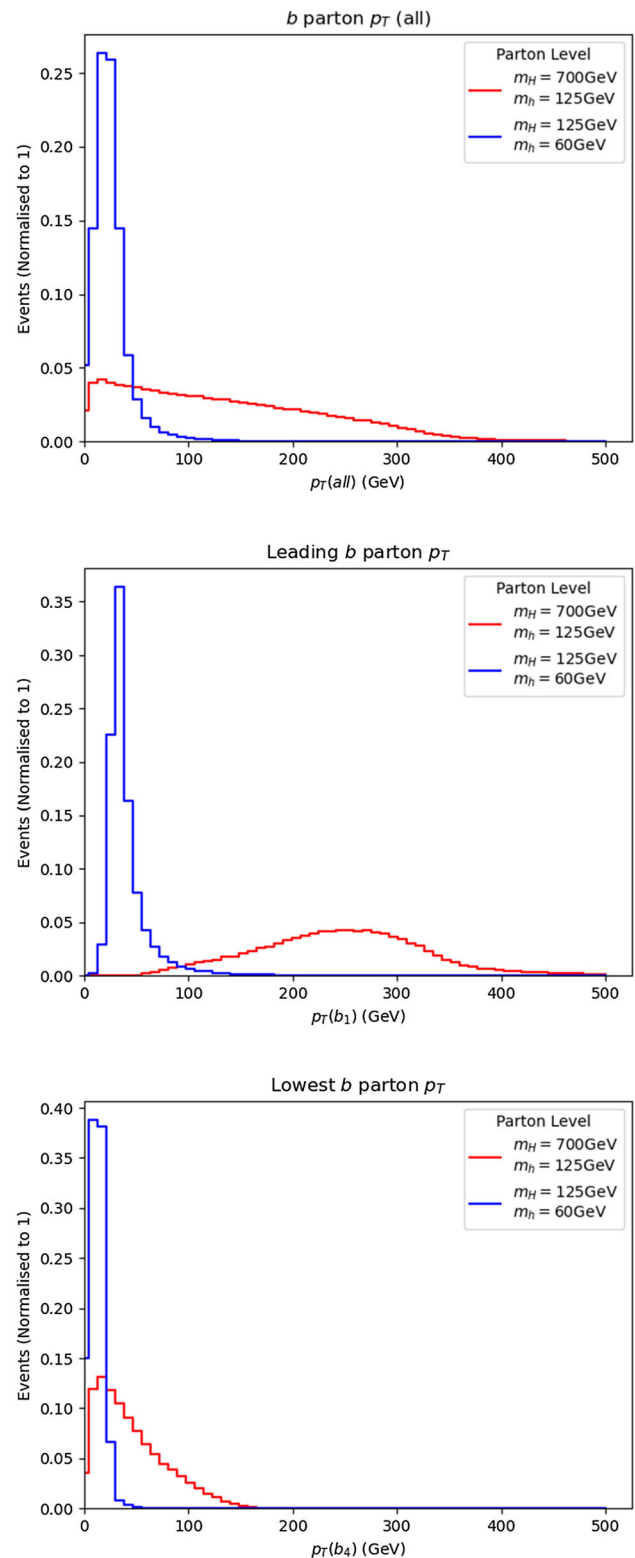 b parton p_T (all)
Events (Normalised to 1)
0.25
0.20
0.15
0.10
0.05
0.00
Parton Level
m_H = 700GeV
m_h = 125GeV
m_H = 125GeV
m_h = 60GeV
0 100 200 300 400 500
p_T(all) (GeV)
Leading b parton p_T
Events (Normalised to 1)
0.35
0.30
0.25
0.20
0.15
0.10
0.05
0.00
Parton Level
m_H = 700GeV
m_h = 125GeV
m_H = 125GeV
m_h = 60GeV
0 100 200 300 400 500
p_T(b_1) (GeV)
Lowest b parton p_T
Events (Normalised to 1)
0.40
0.35
0.30
0.25
0.20
0.15
0.10
0.05
0.00
Parton Level
m_H = 700GeV
m_h = 125GeV
m_H = 125GeV
m_h = 60GeV
0 100 200 300 400 500
p_T(b_4) (GeV)